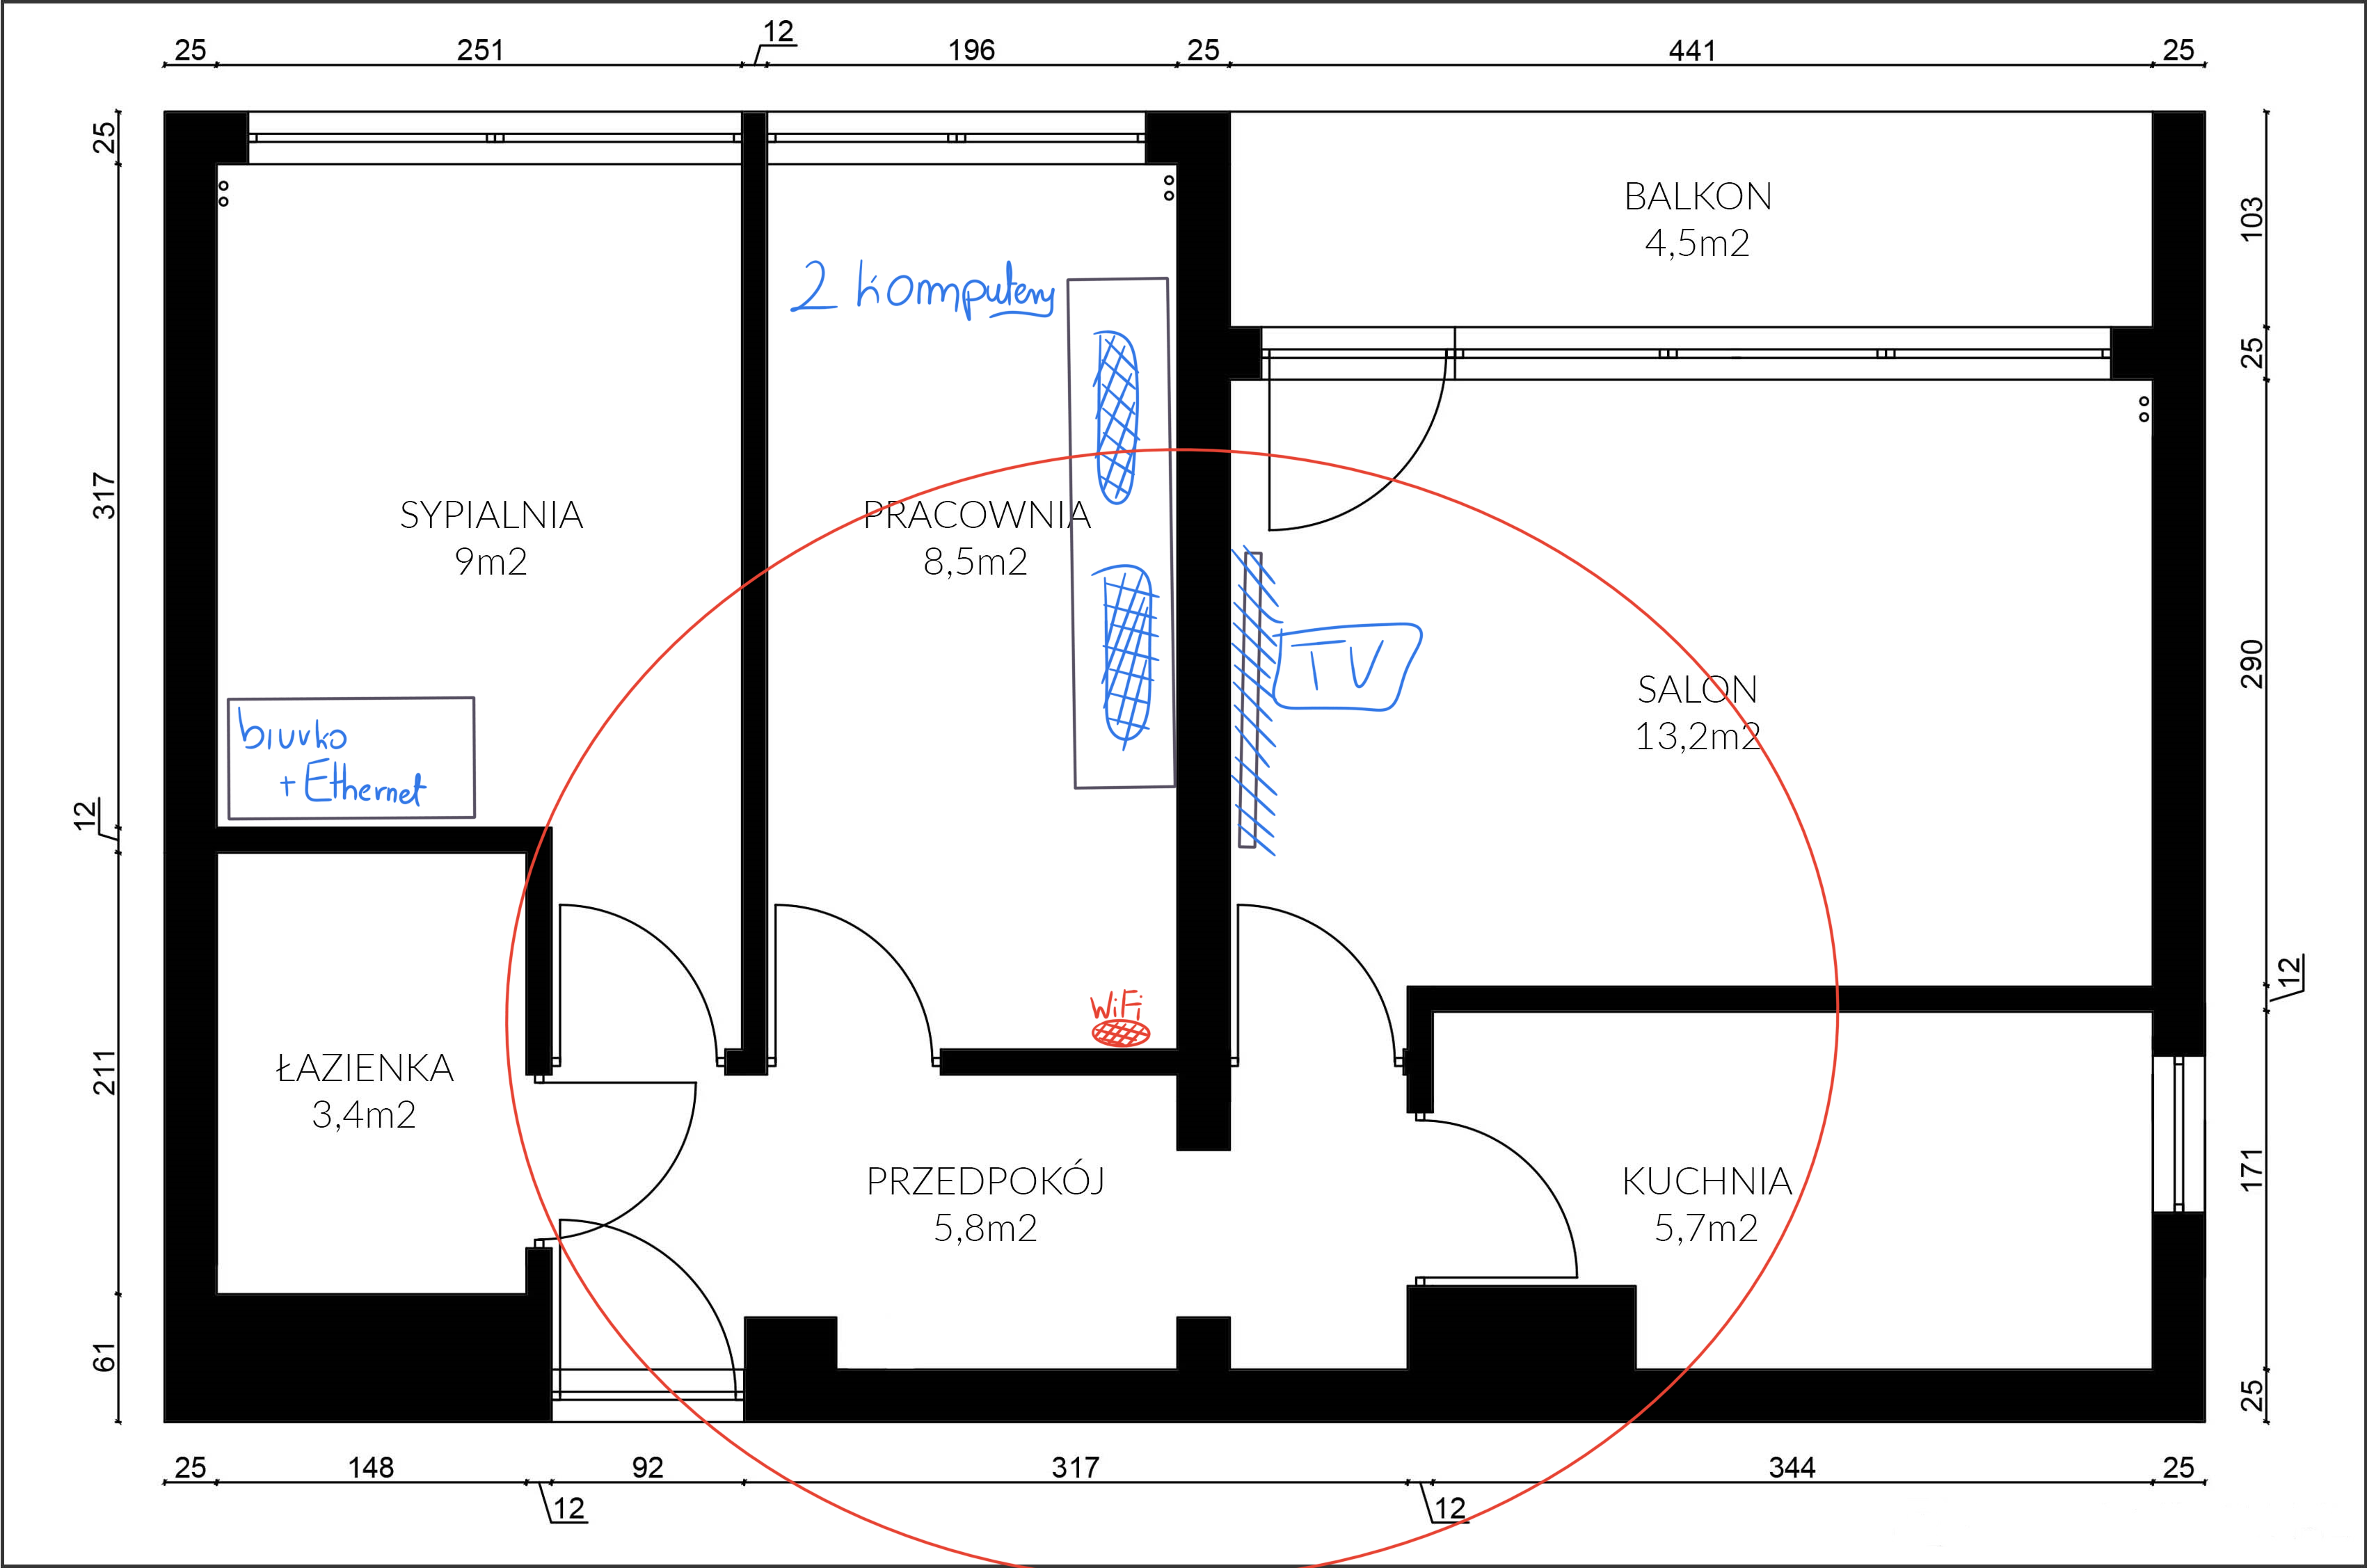 25
251
12
196
25
441
25
25
317
12
211
61
103
25
290
12
171
25
BALKON
4,5m2
2 komputery
SYPIALNIA
9m2
PRACOWNIA
8,5m2
TV
SALON
13,2m2
biurko
+ Ethernet
WiFi
ŁAZIENKA
3,4m2
PRZEDPOKÓJ
5,8m2
KUCHNIA
5,7m2
25
148
12
92
317
12
344
25